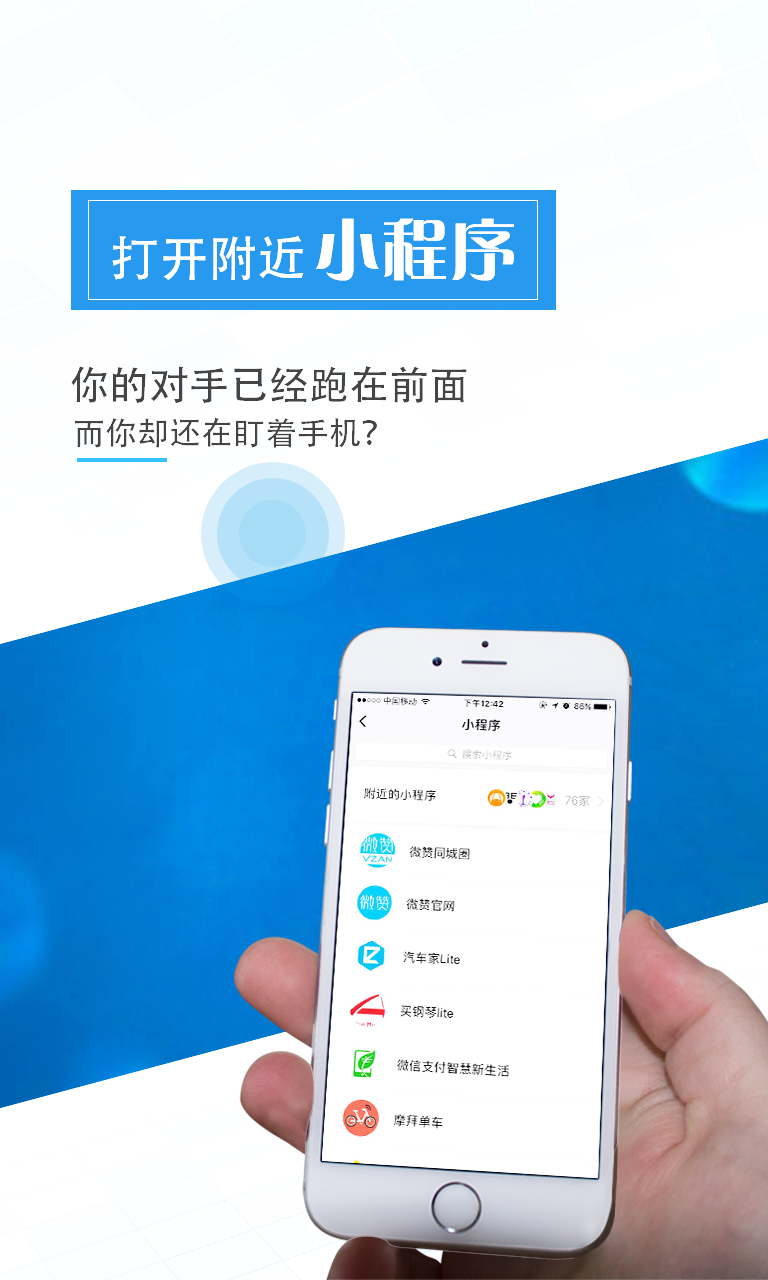 打开附近小程序
你的对手已经跑在前面
而你却还在盯着手机?
中国移动 下午12:42 86%
小程序
搜索小程序
附近的小程序 76家
微赞 VZAN 微赞同城圈
微赞 微赞官网
汽车家Lite
买钢琴lite
微信支付智慧新生活
摩拜单车